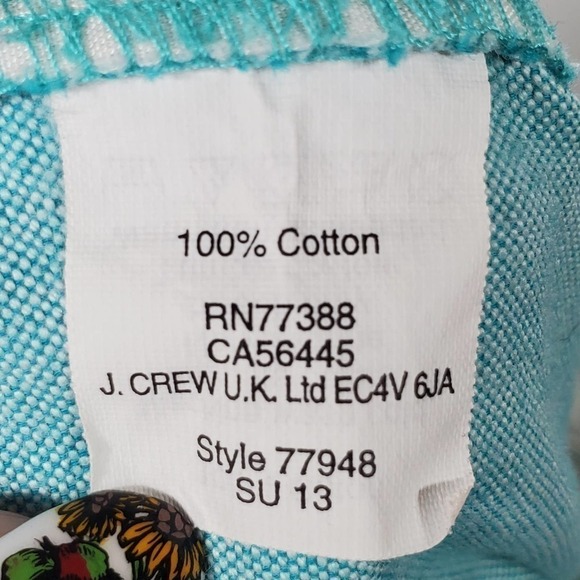 100% Cotton
RN77388
CA56445
J. CREW U.K. Ltd EC4V 6JA
Style 77948
SU 13